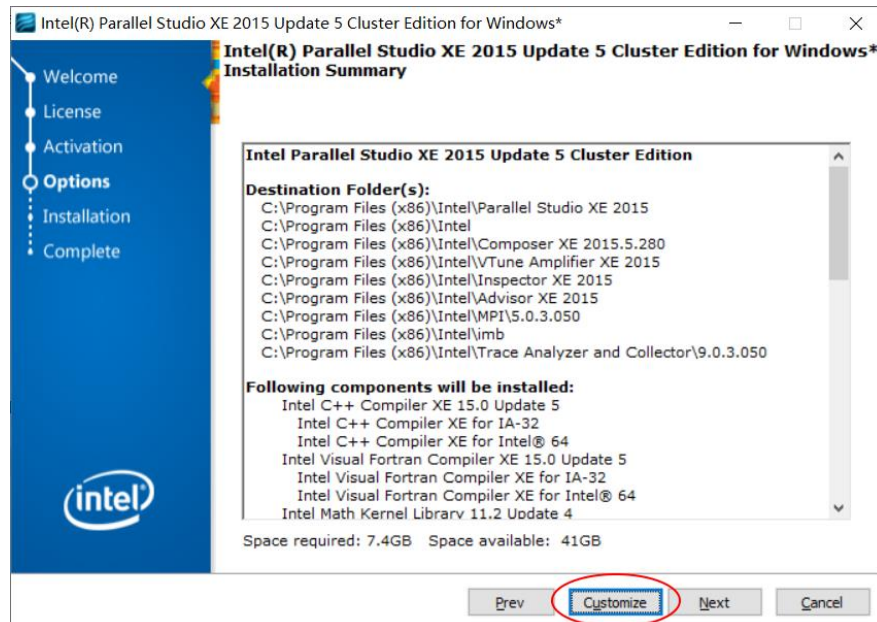 Intel(R) Parallel Studio XE 2015 Update 5 Cluster Edition for Windows*
Welcome
License
Activation
Options
Installation
Complete
intel
Intel(R) Parallel Studio XE 2015 Update 5 Cluster Edition for Windows*
Installation Summary
Intel Parallel Studio XE 2015 Update 5 Cluster Edition
Destination Folder(s):
C:\Program Files (x86)\Intel\Parallel Studio XE 2015
C:\Program Files (x86)\Intel
C:\Program Files (x86)\Intel\Composer XE 2015.5.280
C:\Program Files (x86)\Intel\VTune Amplifier XE 2015
C:\Program Files (x86)\Intel\Inspector XE 2015
C:\Program Files (x86)\Intel\Advisor XE 2015
C:\Program Files (x86)\Intel\MPI\5.0.3.050
C:\Program Files (x86)\Intel\imb
C:\Program Files (x86)\Intel\Trace Analyzer and Collector\9.0.3.050
Following components will be installed:
Intel C++ Compiler XE 15.0 Update 5
Intel C++ Compiler XE for IA-32
Intel C++ Compiler XE for Intel® 64
Intel Visual Fortran Compiler XE 15.0 Update 5
Intel Visual Fortran Compiler XE for IA-32
Intel Visual Fortran Compiler XE for Intel® 64
Intel Math Kernel Library 11.2 Update 4
Space required: 7.4GB Space available: 41GB
Prev Customize Next Cancel